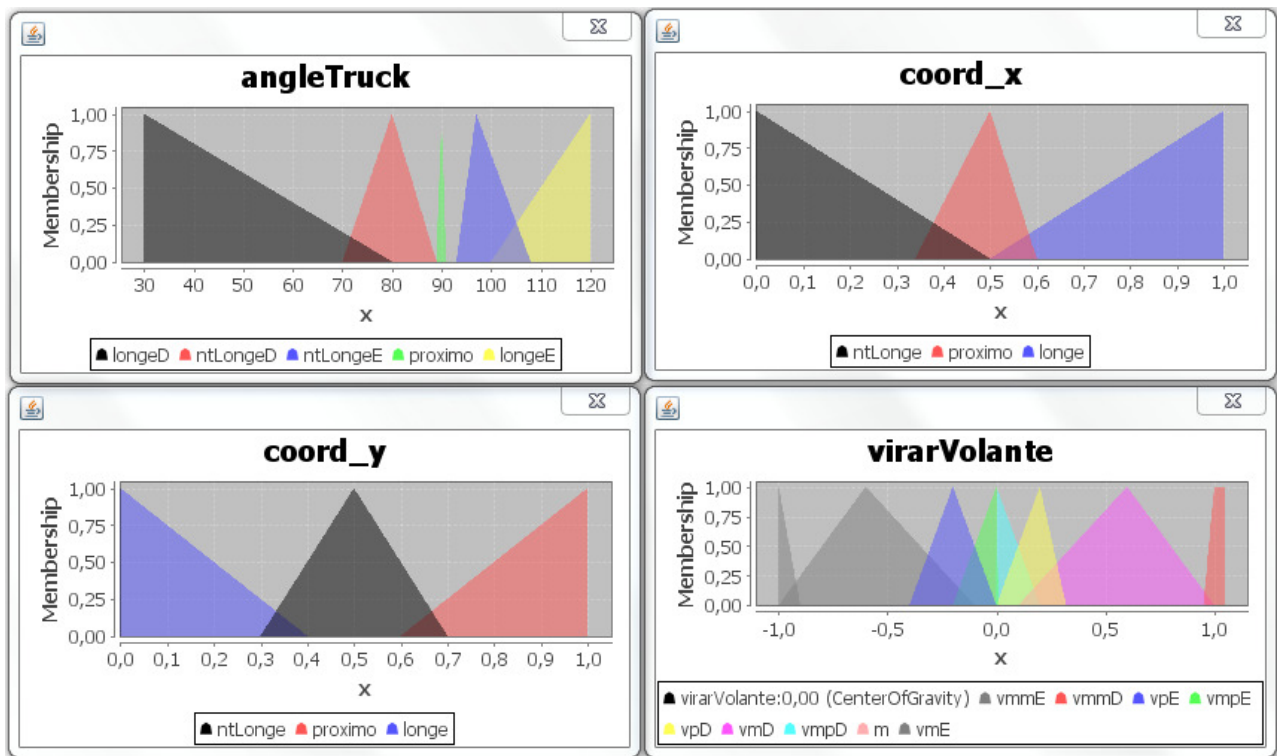 angleTruck
1,00
0,75
0,50
0,25
0,00
Membership
30 40 50 60 70 80 90 100 110 120
x
longeD ntLongeD ntLongeE proximo longeE
coord_x
1,00
0,75
0,50
0,25
0,00
Membership
0,0 0,1 0,2 0,3 0,4 0,5 0,6 0,7 0,8 0,9 1,0
x
ntLonge proximo longe
coord_y
1,00
0,75
0,50
0,25
0,00
Membership
0,0 0,1 0,2 0,3 0,4 0,5 0,6 0,7 0,8 0,9 1,0
x
ntLonge proximo longe
virarVolante
1,00
0,75
0,50
0,25
0,00
Membership
-1,0 -0,5 0,0 0,5 1,0
x
virarVolante:0,00 (CenterOfGravity) vmmE vmmD vpE vmpE
vpD vmD vmpD m vmE